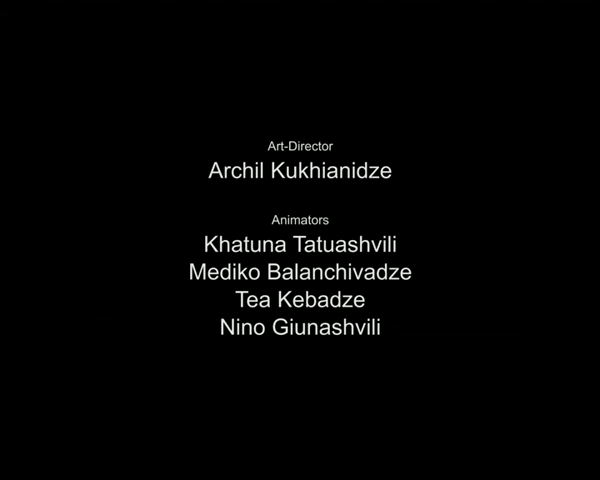 Art-Director
Archil Kukhianidze
Animators
Khatuna Tatuashvili
Mediko Balanchivadze
Tea Kebadze
Nino Giunashvili